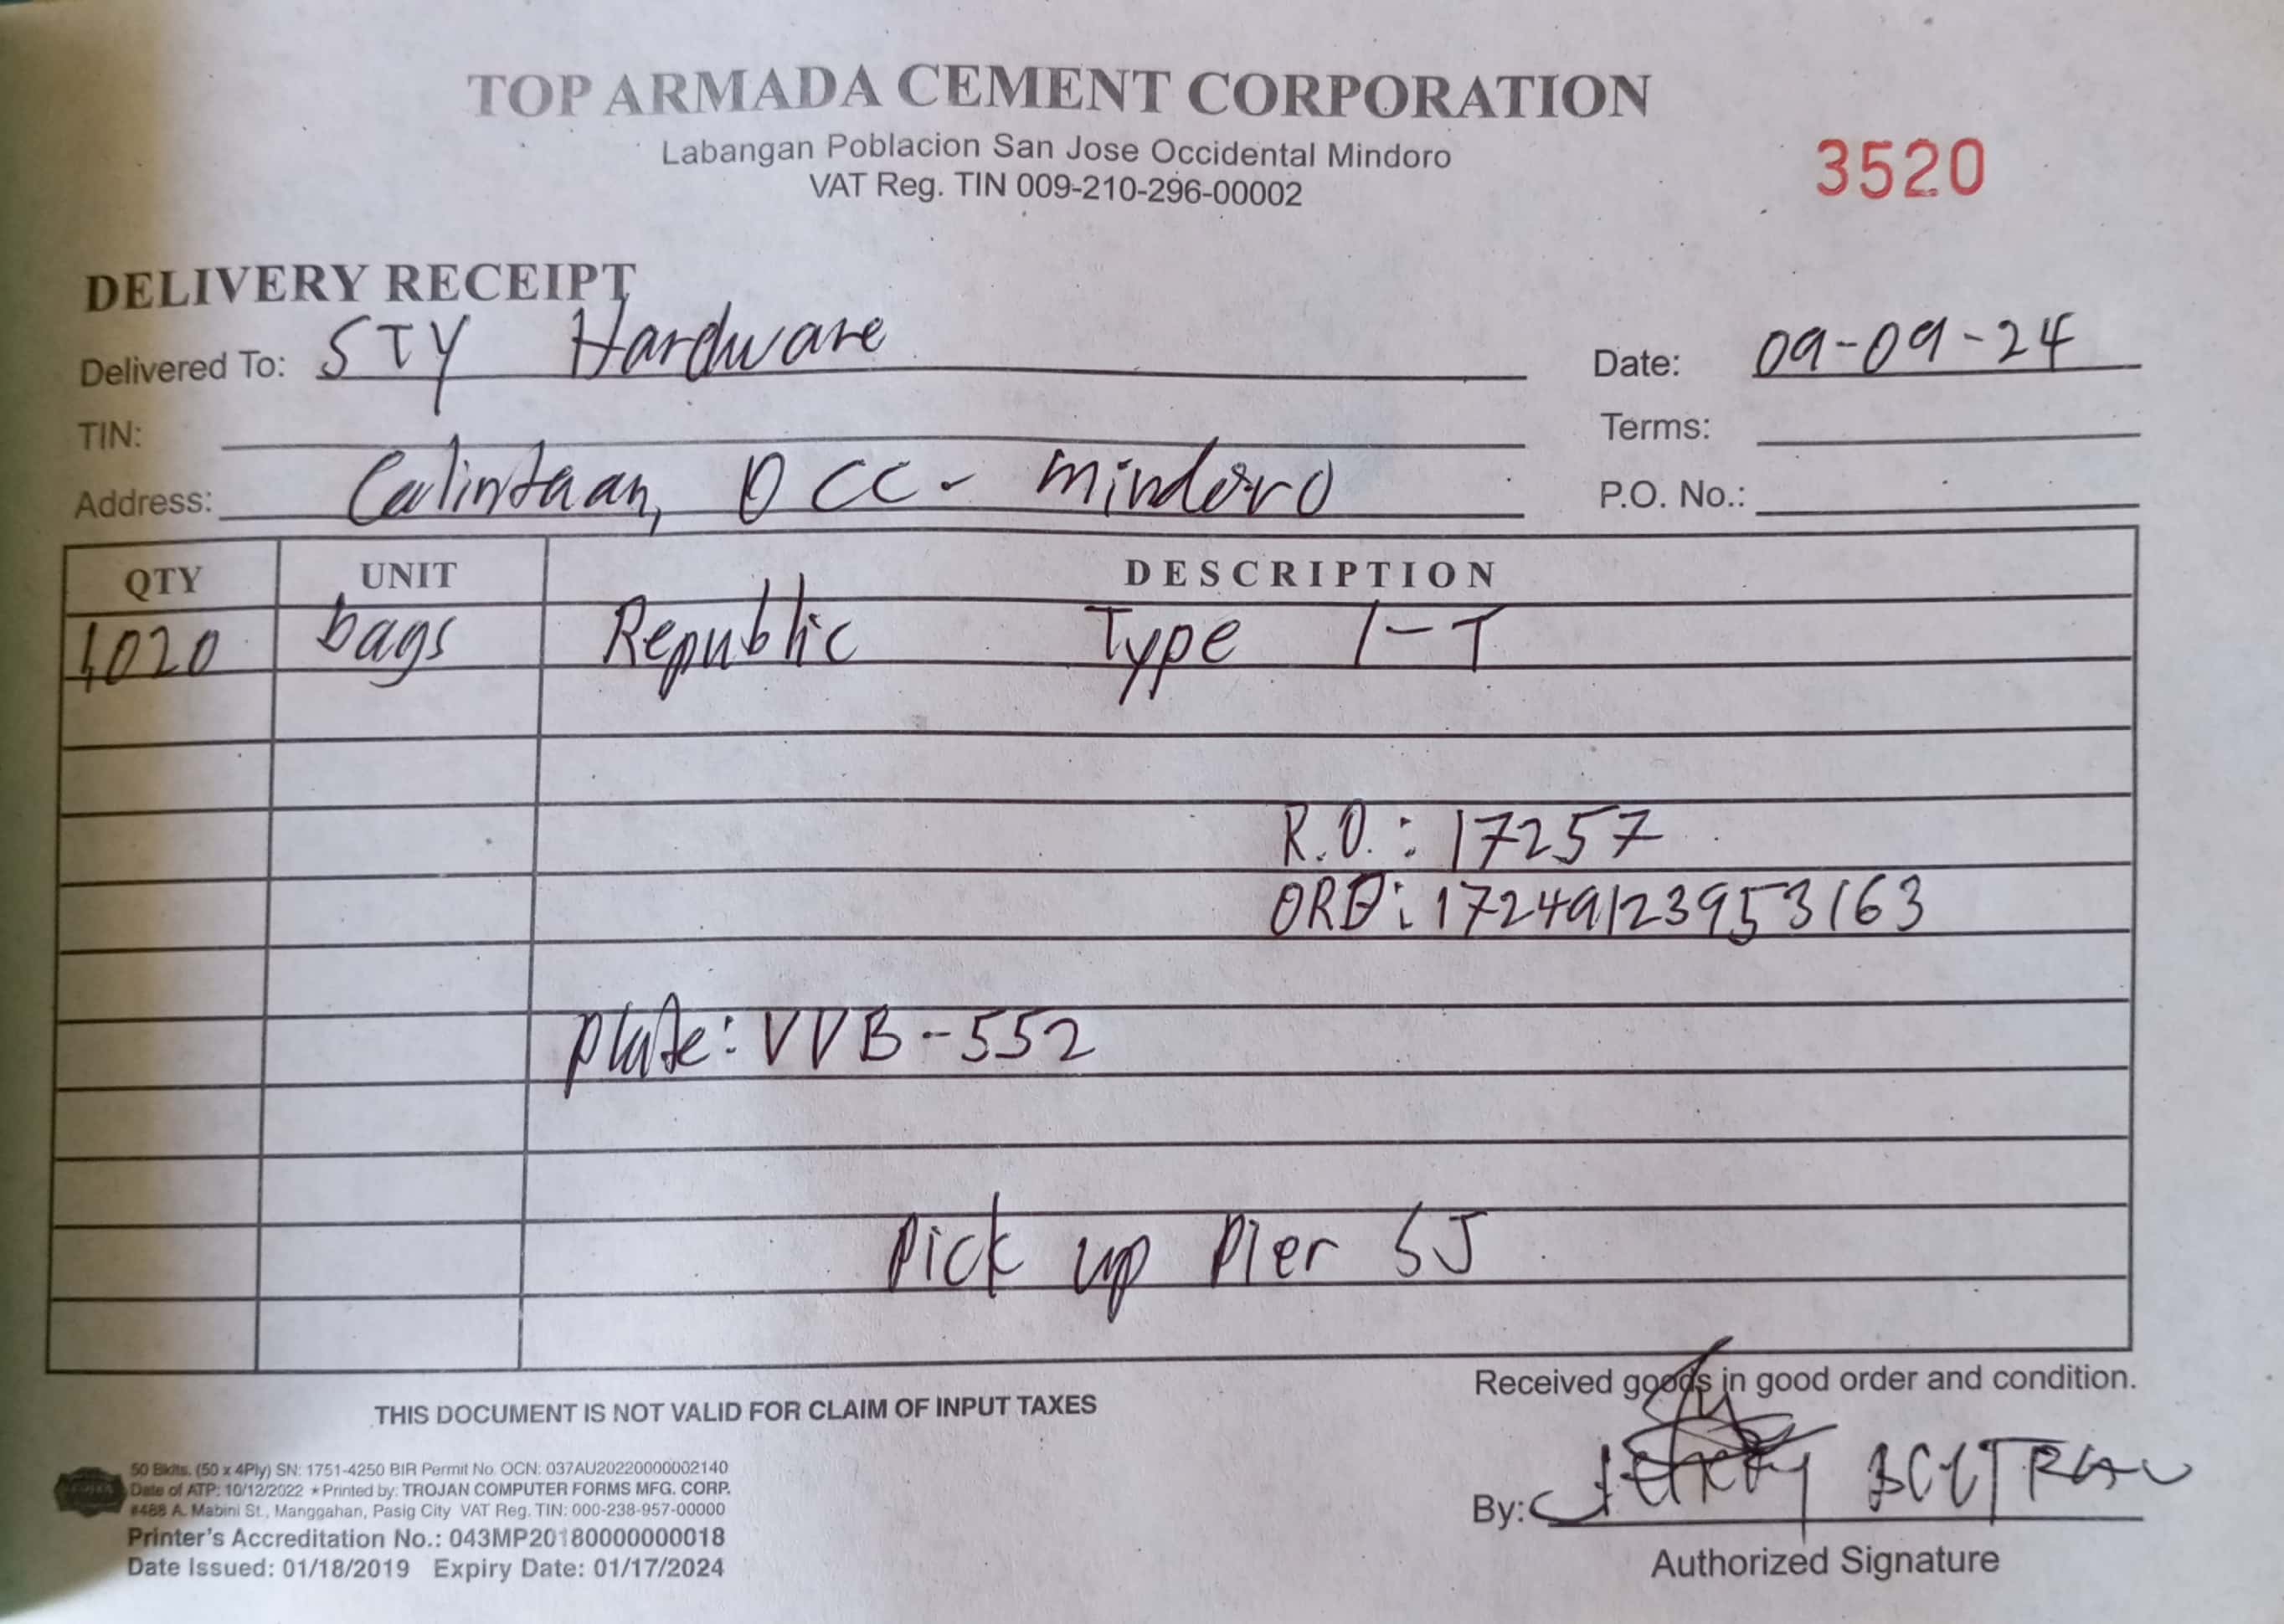 TOP ARMADA CEMENT CORPORATION
Labangan Poblacion San Jose Occidental Mindoro
VAT Reg. TIN 009-210-296-00002
3520
DELIVERY RECEIPT
Delivered To: STY Hardware
Date: 09-09-24
TIN:
Terms:
Address: Calintaan, OCC- mindoro
P.O. No.:
QTY UNIT DESCRIPTION
1020 bags Republic Type 1-T
R.O.: 17257
ORD: 1724912395 3163
plate: VVB-552
Pick up Pier SJ
Received goods in good order and condition.
THIS DOCUMENT IS NOT VALID FOR CLAIM OF INPUT TAXES
50 Bklts. (50 x 4Ply) SN: 1751-4250 BIR Permit No. OCN: 037AU20220000002140
Date of ATP: 10/12/2022 ★ Printed by: TROJAN COMPUTER FORMS MFG. CORP.
#488 A. Mabini St., Manggahan, Pasig City VAT Reg. TIN: 000-238-957-00000
Printer's Accreditation No.: 043MP20180000000018
Date Issued: 01/18/2019 Expiry Date: 01/17/2024
By:
Authorized Signature